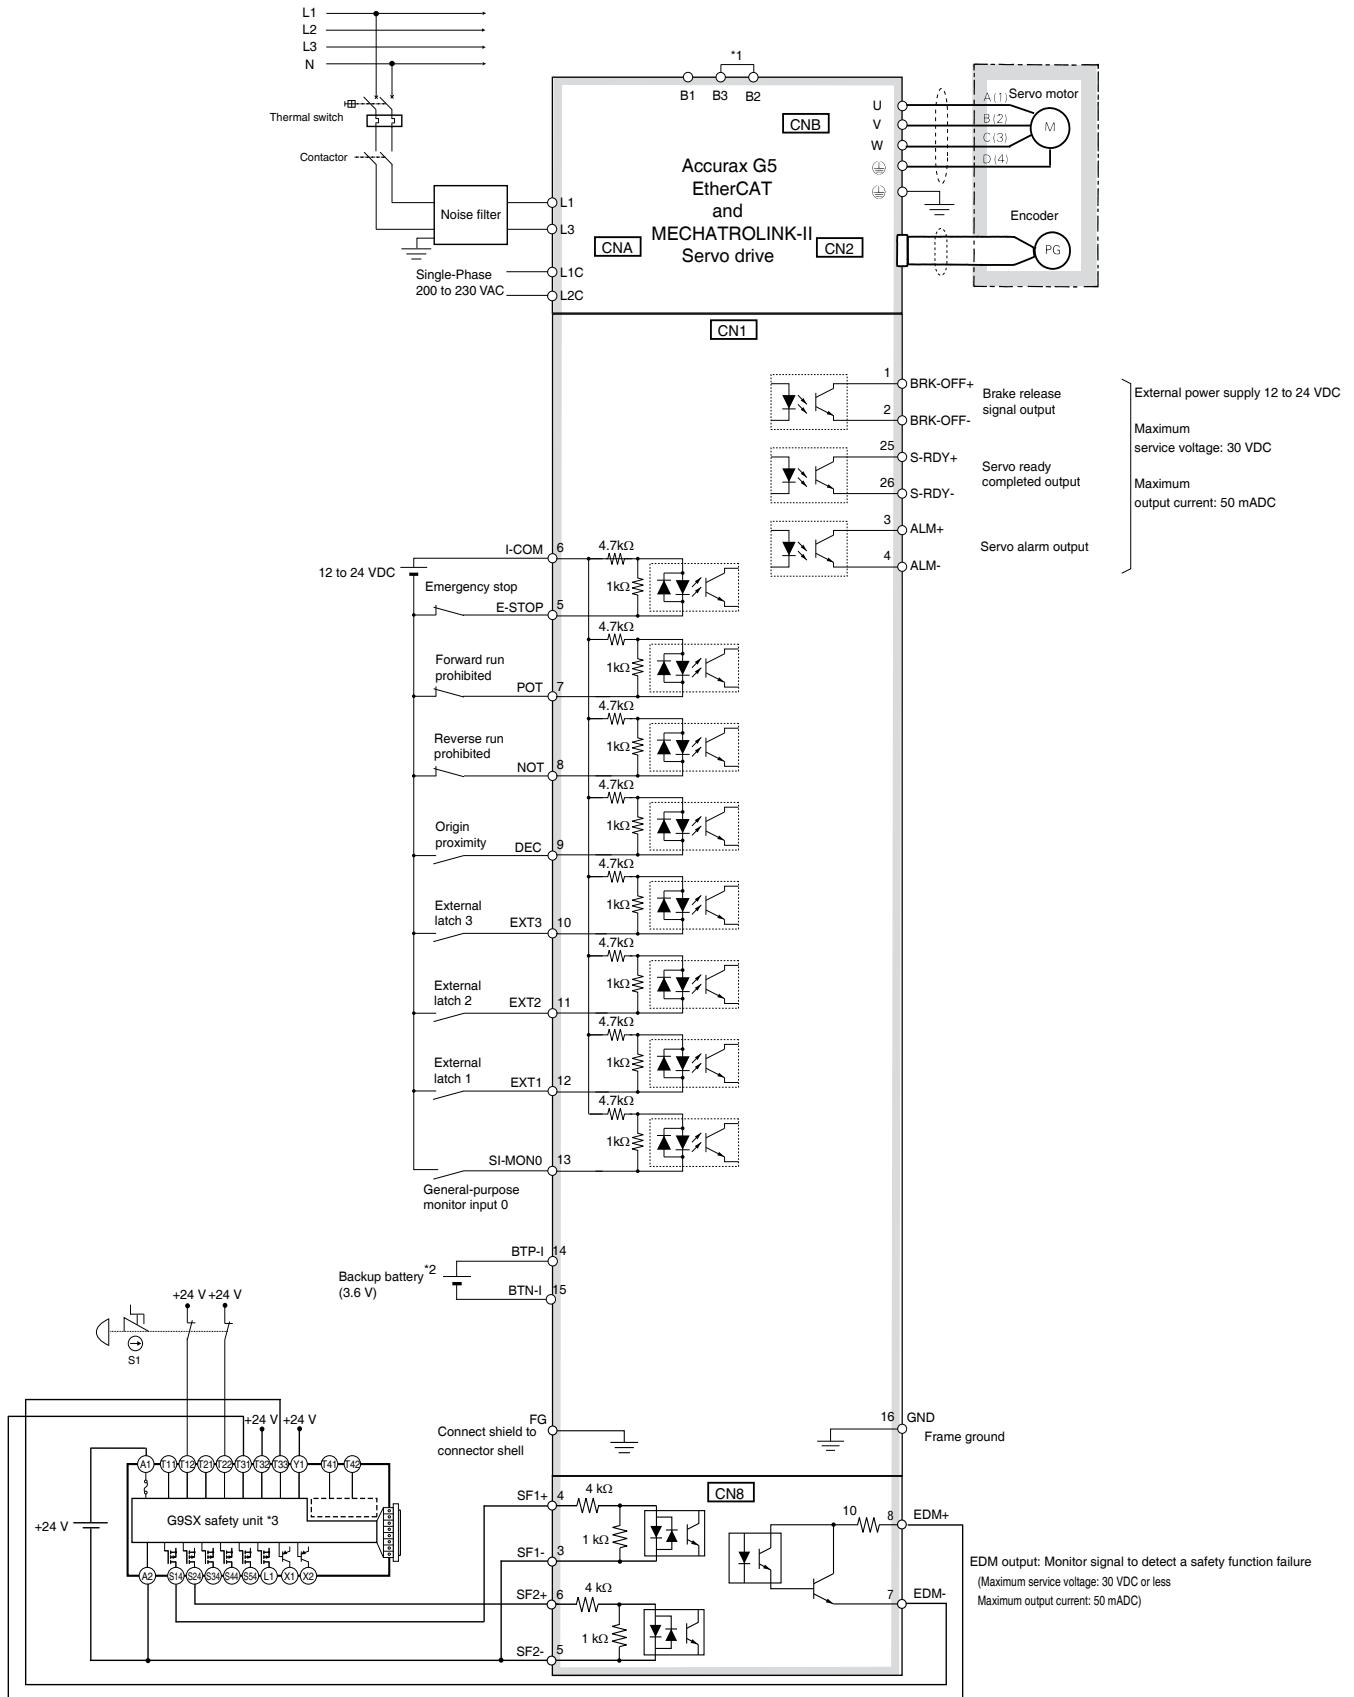 L1
L2
L3
N
Thermal switch
Contactor
Noise filter
Single-Phase
200 to 230 VAC
*1
B1 B3 B2
CNB
Accurax G5
EtherCAT
and
MECHATROLINK-II
Servo drive
CNA
CN2
L1
L3
L1C
L2C
U
V
W
A (1)
B (2)
C (3)
D (4)
Servo motor
M
Encoder
PG
CN1
1
BRK-OFF+
2
BRK-OFF-
Brake release
signal output
25
S-RDY+
26
S-RDY-
Servo ready
completed output
3
ALM+
4
ALM-
Servo alarm output
External power supply 12 to 24 VDC
Maximum
service voltage: 30 VDC
Maximum
output current: 50 mADC
12 to 24 VDC
I-COM 6
4.7kΩ
1kΩ
Emergency stop
E-STOP 5
4.7kΩ
1kΩ
Forward run
prohibited
POT 7
4.7kΩ
1kΩ
Reverse run
prohibited
NOT 8
4.7kΩ
1kΩ
Origin
proximity
DEC 9
4.7kΩ
1kΩ
External
latch 3
EXT3 10
4.7kΩ
1kΩ
External
latch 2
EXT2 11
4.7kΩ
1kΩ
External
latch 1
EXT1 12
4.7kΩ
1kΩ
SI-MON0 13
General-purpose
monitor input 0
BTP-I 14
Backup battery *2
(3.6 V)
BTN-I 15
+24 V +24 V
S1
FG
Connect shield to
connector shell
16 GND
Frame ground
+24 V +24 V
A1 T11 T12 T21 T22 T31 T32 T33 Y1 T41 T42
G9SX safety unit *3
+24 V
A2 S14 S24 S34 S44 S54 L1 X1 X2
CN8
SF1+ 4
4 kΩ
1 kΩ
SF1- 3
SF2+ 6
4 kΩ
1 kΩ
SF2- 5
10
8 EDM+
7 EDM-
EDM output: Monitor signal to detect a safety function failure
(Maximum service voltage: 30 VDC or less
Maximum output current: 50 mADC)